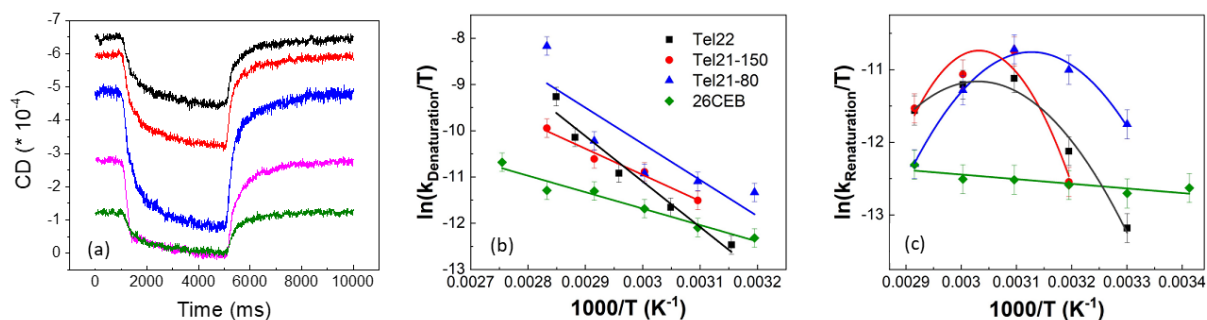 -7
-6
-5
-4
-3
-2
-1
0
CD (* 10⁻⁴)
(a)
0 2000 4000 6000 8000 10000
Time (ms)
-8
-9
-10
-11
-12
-13
ln(k_Denaturation/T)
Tel22
Tel21-150
Tel21-80
26CEB
(b)
0.0027 0.0028 0.0029 0.0030 0.0031 0.0032
1000/T (K⁻¹)
-11
-12
-13
ln(k_Renaturation/T)
(c)
0.0029 0.0030 0.0031 0.0032 0.0033 0.0034
1000/T (K⁻¹)